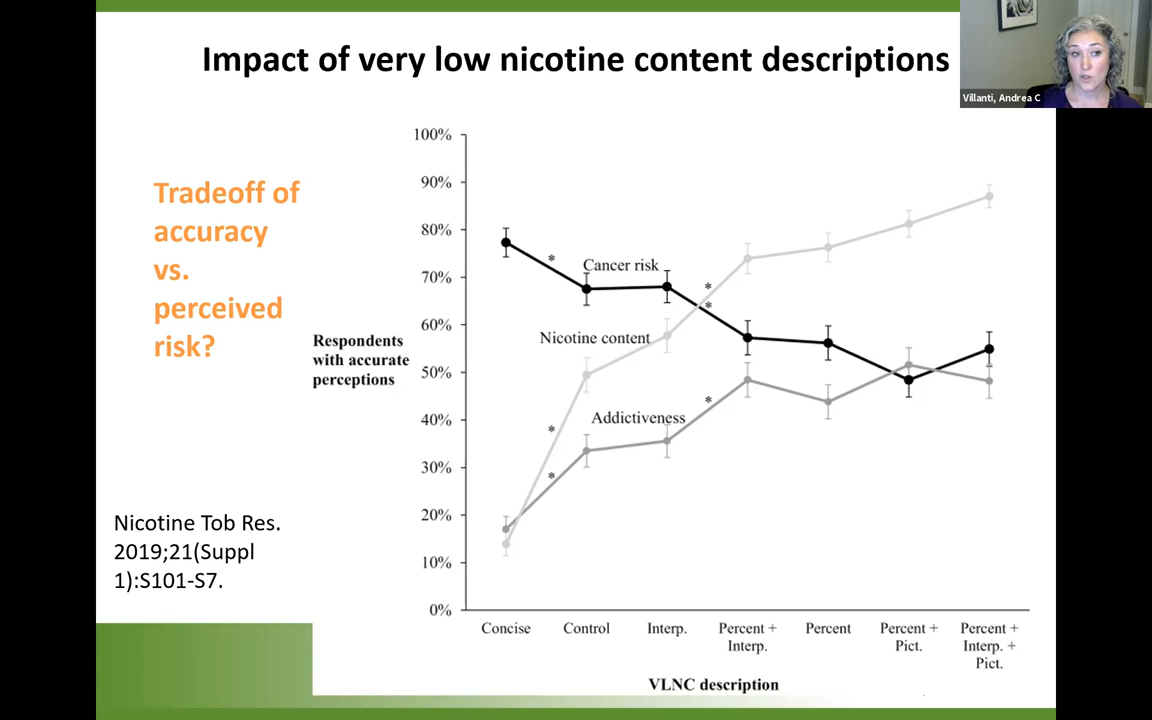 Impact of very low nicotine content descriptions
Villanti, Andrea C
Tradeoff of
accuracy
vs.
perceived
risk?
Nicotine Tob Res.
2019;21(Suppl
1):S101-S7.
Respondents
with accurate
perceptions
100%
90%
80%
70%
60%
50%
40%
30%
20%
10%
0%
*
Cancer risk
*
*
Nicotine content
*
Addictiveness
*
*
Concise
Control
Interp.
Percent +
Interp.
Percent
Percent +
Pict.
Percent +
Interp. +
Pict.
VLNC description